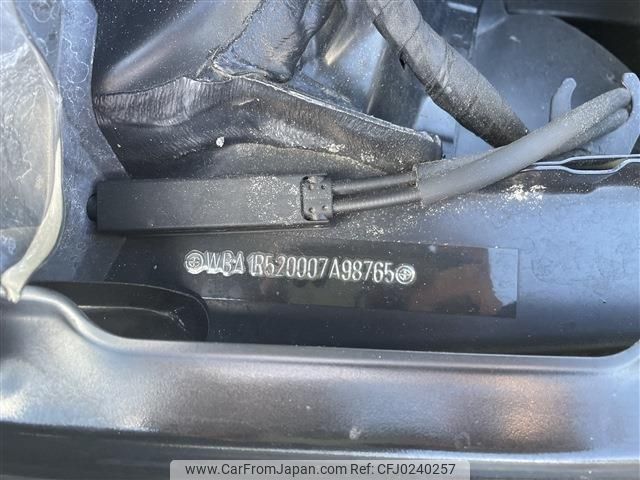 WBA1R520007A98765
www.CarFromJapan.com - Ref:CFJ0240257